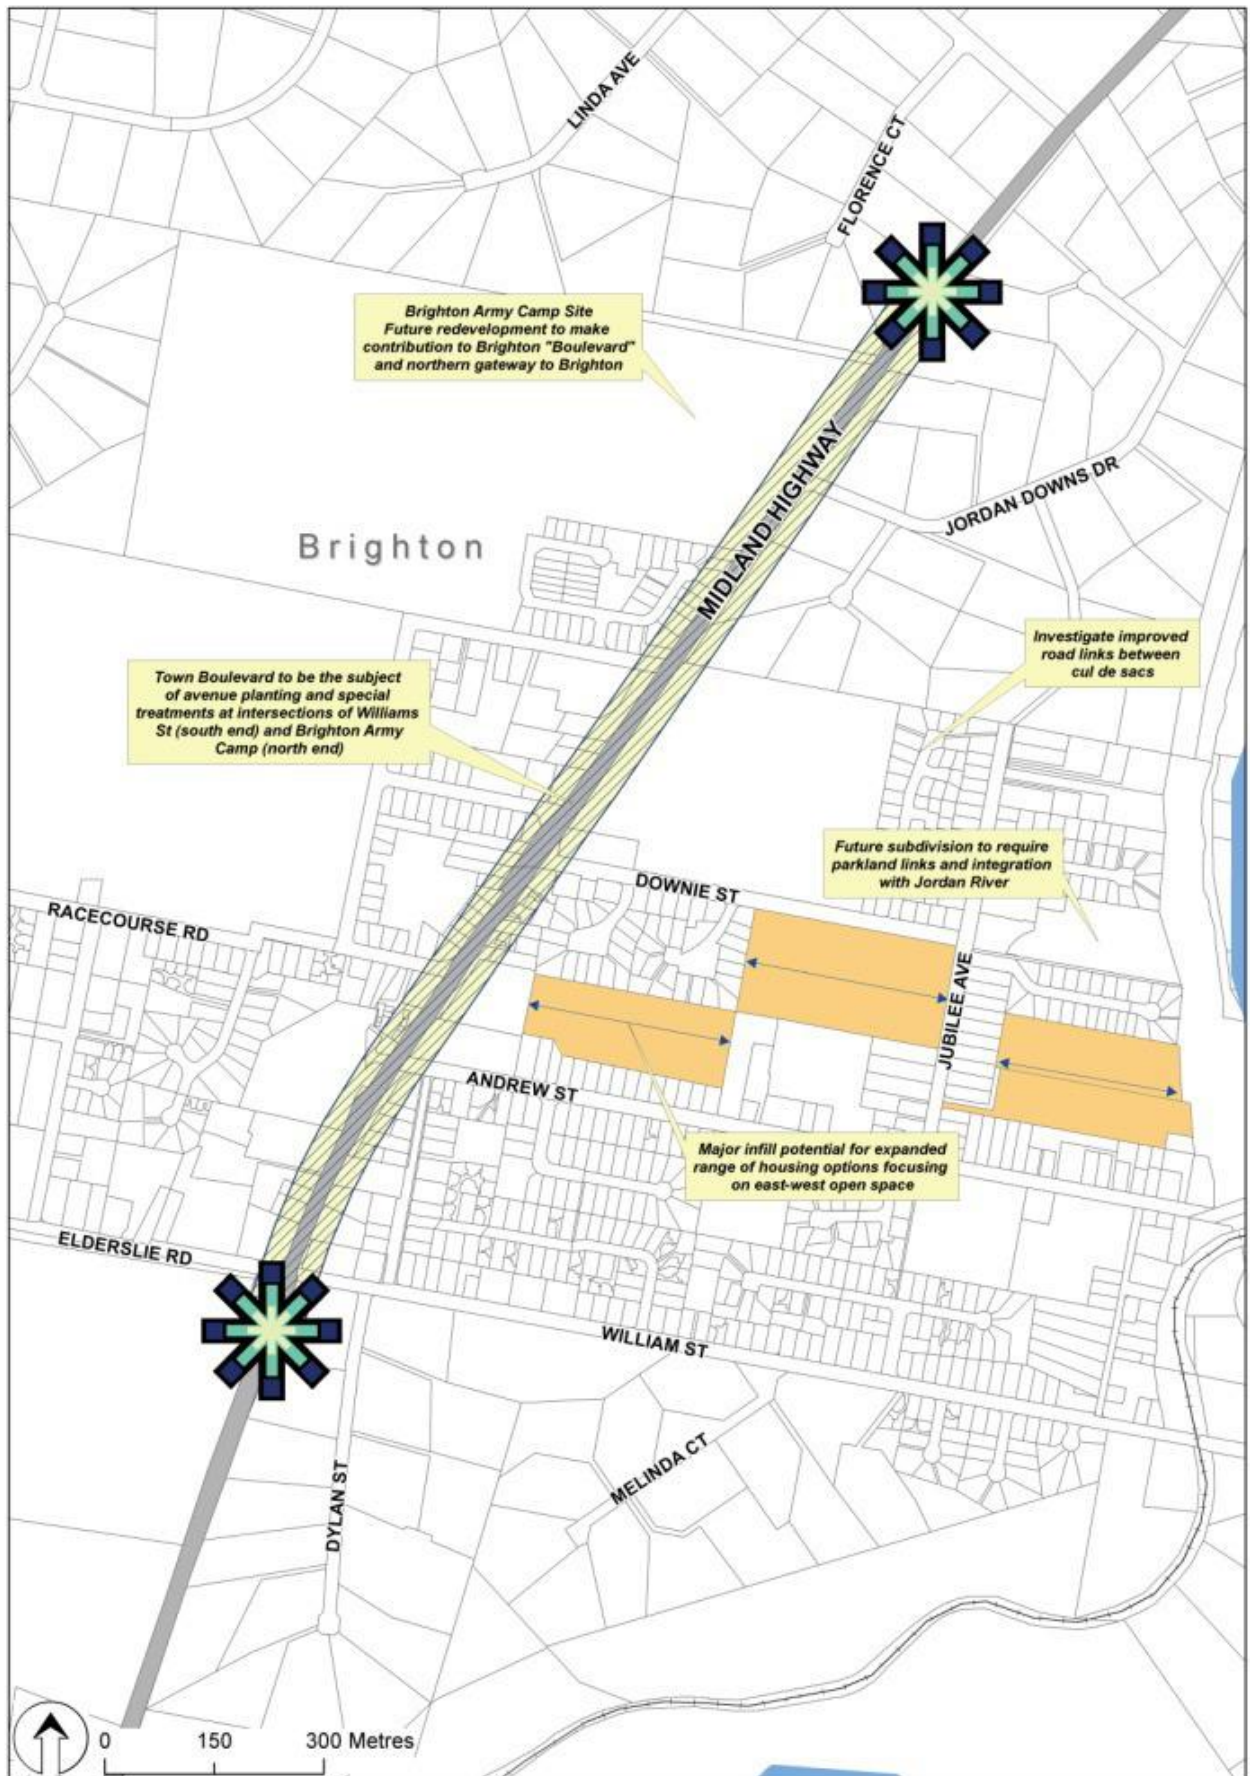 LINDA AVE
FLORENCE CT
Brighton Army Camp Site
Future redevelopment to make
contribution to Brighton "Boulevard"
and northern gateway to Brighton
MIDLAND HIGHWAY
JORDAN DOWNS DR
Brighton
Investigate improved
road links between
cul de sacs
Town Boulevard to be the subject
of avenue planting and special
treatments at intersections of Williams
St (south end) and Brighton Army
Camp (north end)
Future subdivision to require
parkland links and integration
with Jordan River
DOWNIE ST
RACECOURSE RD
JUBILEE AVE
ANDREW ST
Major infill potential for expanded
range of housing options focusing
on east-west open space
ELDERSLIE RD
WILLIAM ST
MELINDA CT
DYLAN ST
0 150 300 Metres